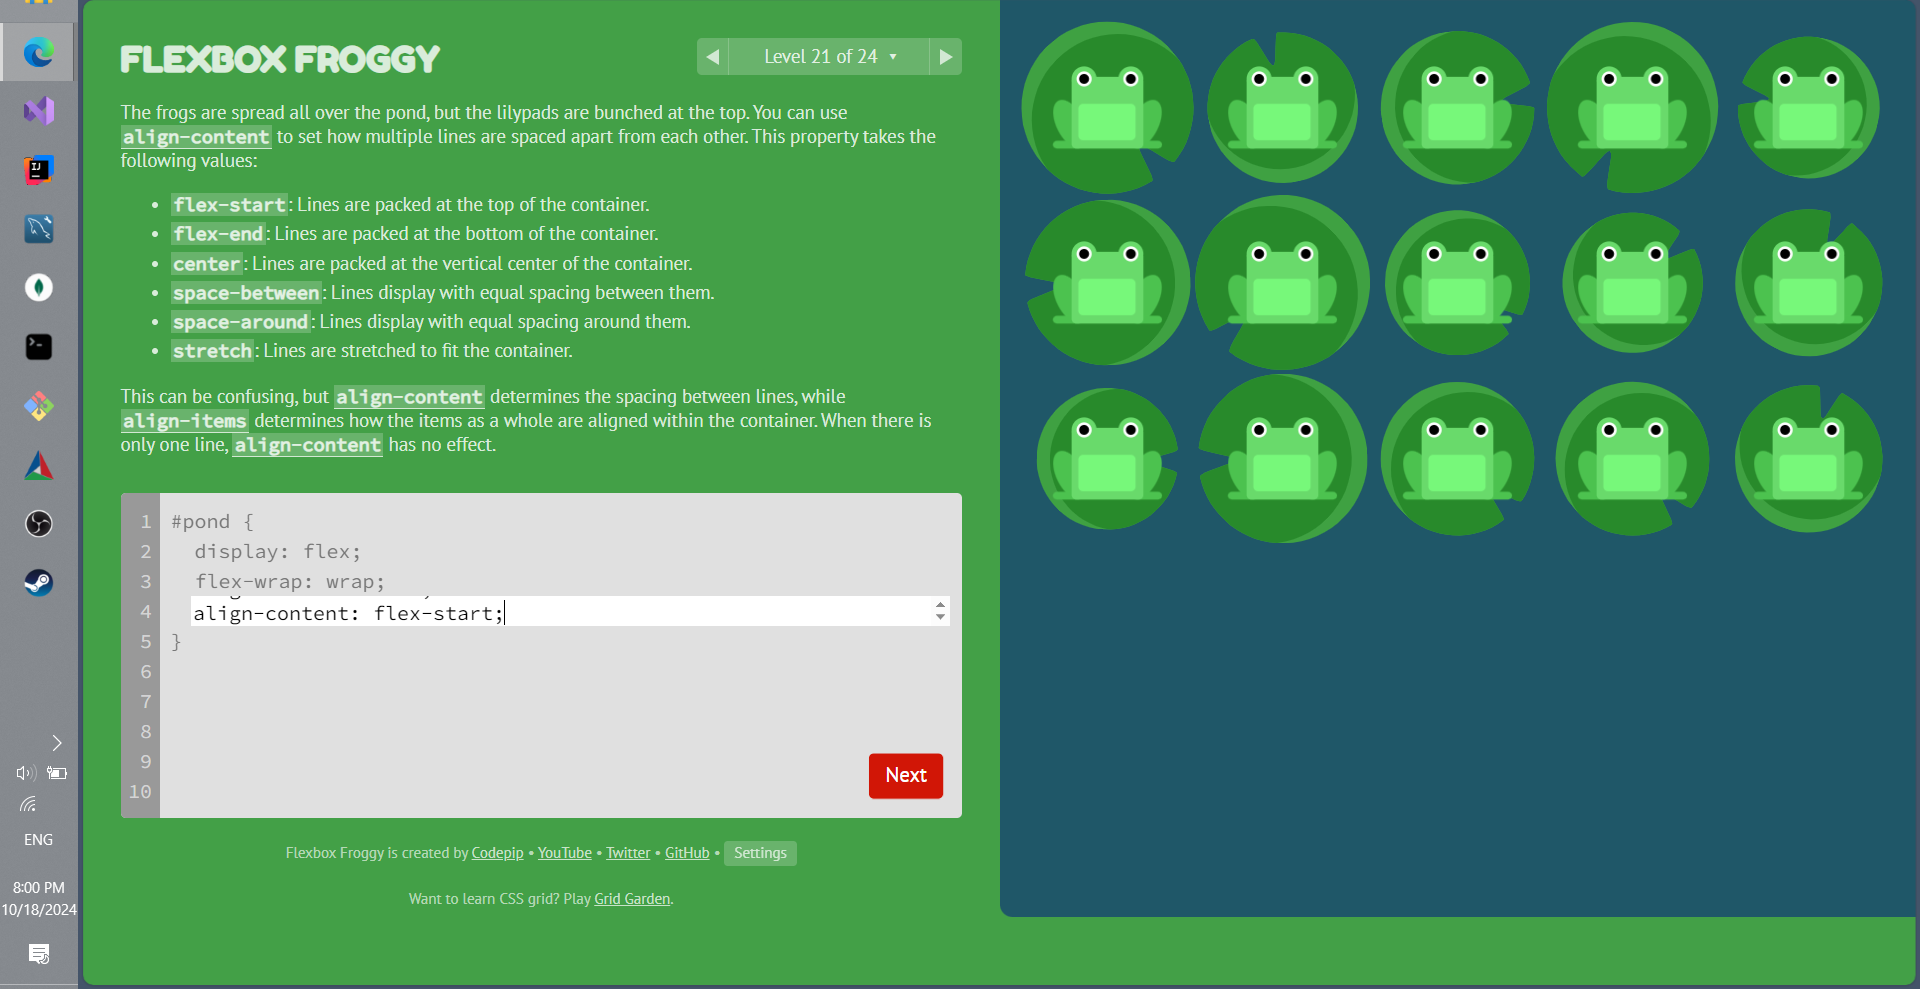 FLEXBOX FROGGY
Level 21 of 24
The frogs are spread all over the pond, but the lilypads are bunched at the top. You can use
align-content to set how multiple lines are spaced apart from each other. This property takes the
following values:
• flex-start: Lines are packed at the top of the container.
• flex-end: Lines are packed at the bottom of the container.
• center: Lines are packed at the vertical center of the container.
• space-between: Lines display with equal spacing between them.
• space-around: Lines display with equal spacing around them.
• stretch: Lines are stretched to fit the container.
This can be confusing, but align-content determines the spacing between lines, while
align-items determines how the items as a whole are aligned within the container. When there is
only one line, align-content has no effect.
1 #pond {
2 display: flex;
3 flex-wrap: wrap;
4 align-content: flex-start;
5 }
6
7
8
9
10
Next
Flexbox Froggy is created by Codepip • YouTube • Twitter • GitHub • Settings
Want to learn CSS grid? Play Grid Garden.
IJ
ENG
8:00 PM
10/18/2024